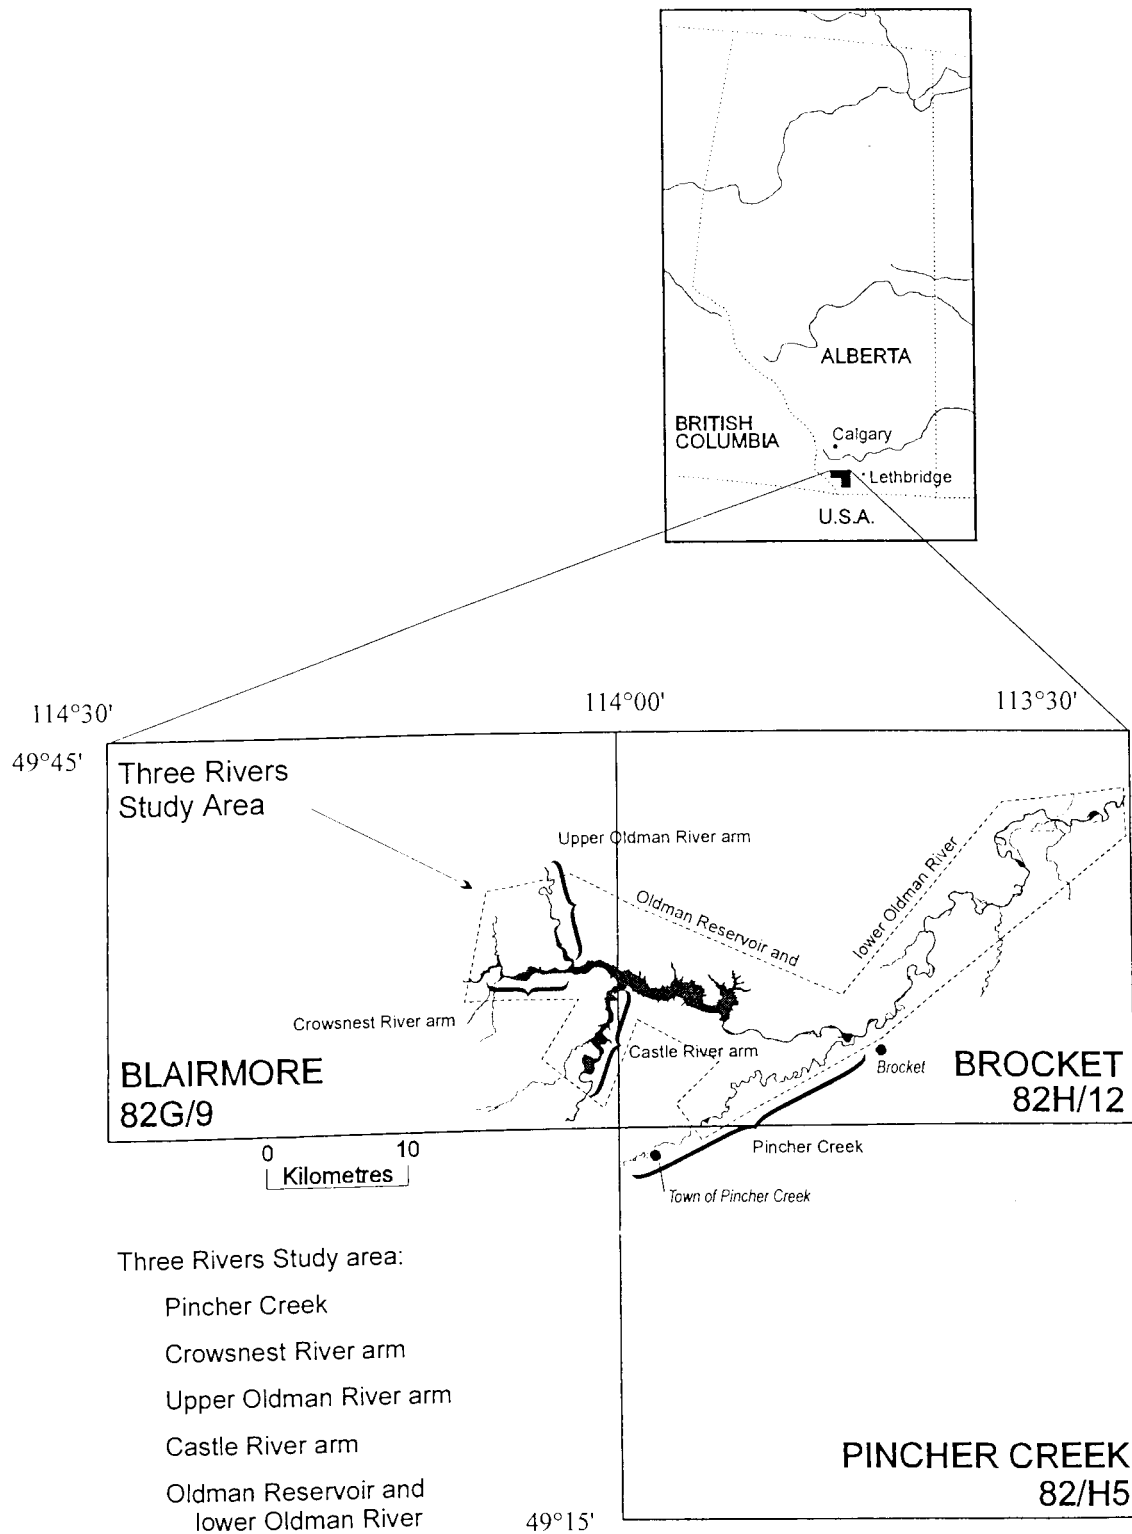 ALBERTA
BRITISH
COLUMBIA
Calgary
Lethbridge
U.S.A.
114°30'
114°00'
113°30'
49°45'
Three Rivers
Study Area
Upper Oldman River arm
Oldman Reservoir and
lower Oldman River
Crowsnest River arm
Castle River arm
Brocket
BLAIRMORE
82G/9
BROCKET
82H/12
0 10
Kilometres
Pincher Creek
Town of Pincher Creek
Three Rivers Study area:
Pincher Creek
Crowsnest River arm
Upper Oldman River arm
Castle River arm
Oldman Reservoir and
lower Oldman River
PINCHER CREEK
82/H5
49°15'